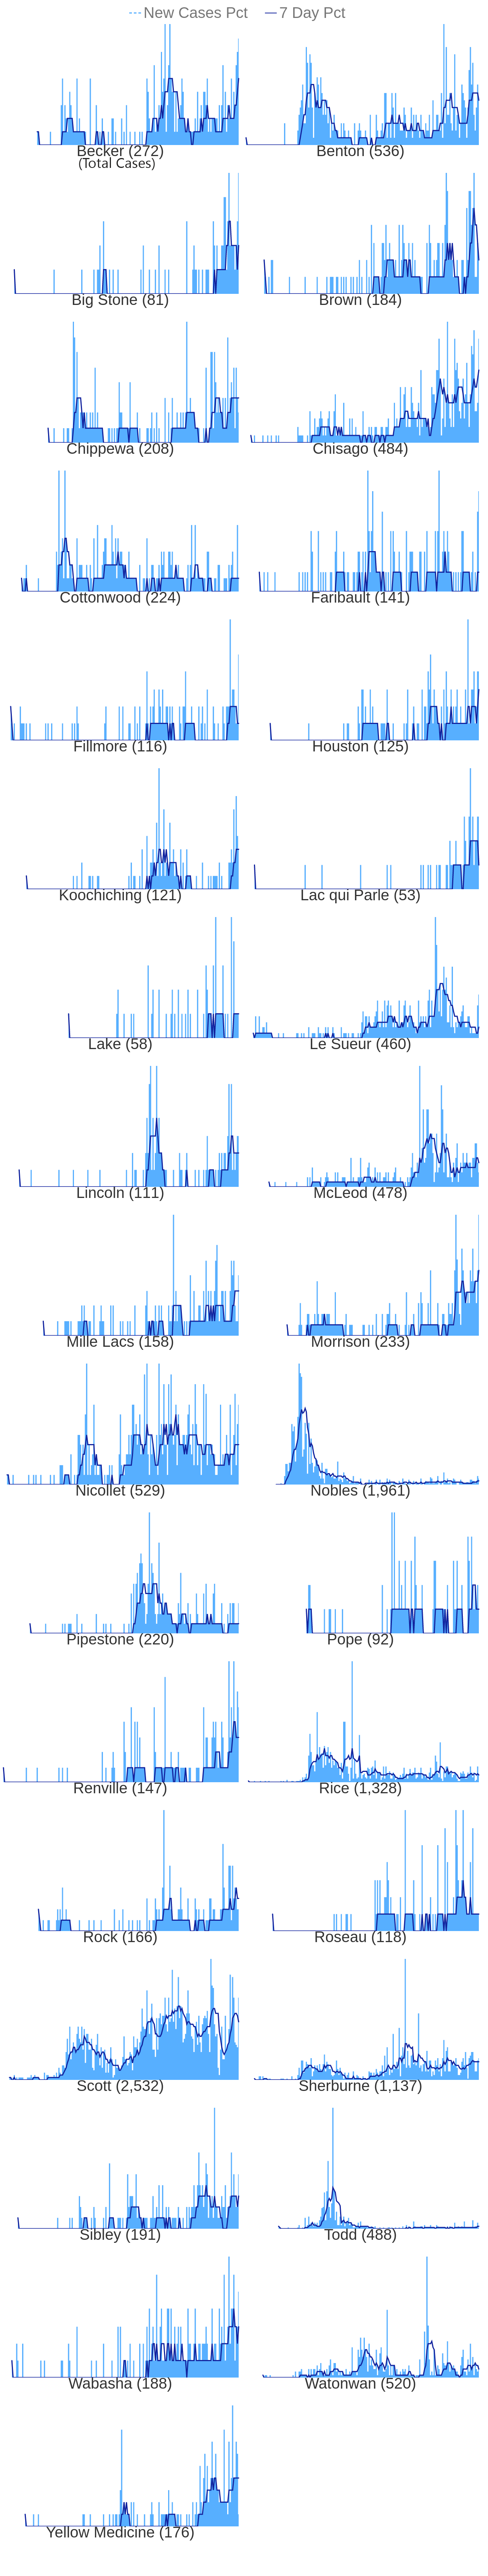 New Cases Pct 7 Day Pct
Becker (272) Benton (536)
(Total Cases)
Big Stone (81) Brown (184)
Chippewa (208) Chisago (484)
Cottonwood (224) Faribault (141)
Fillmore (116) Houston (125)
Koochiching (121) Lac qui Parle (53)
Lake (58) Le Sueur (460)
Lincoln (111) McLeod (478)
Mille Lacs (158) Morrison (233)
Nicollet (529) Nobles (1,961)
Pipestone (220) Pope (92)
Renville (147) Rice (1,328)
Rock (166) Roseau (118)
Scott (2,532) Sherburne (1,137)
Sibley (191) Todd (488)
Wabasha (188) Watonwan (520)
Yellow Medicine (176)